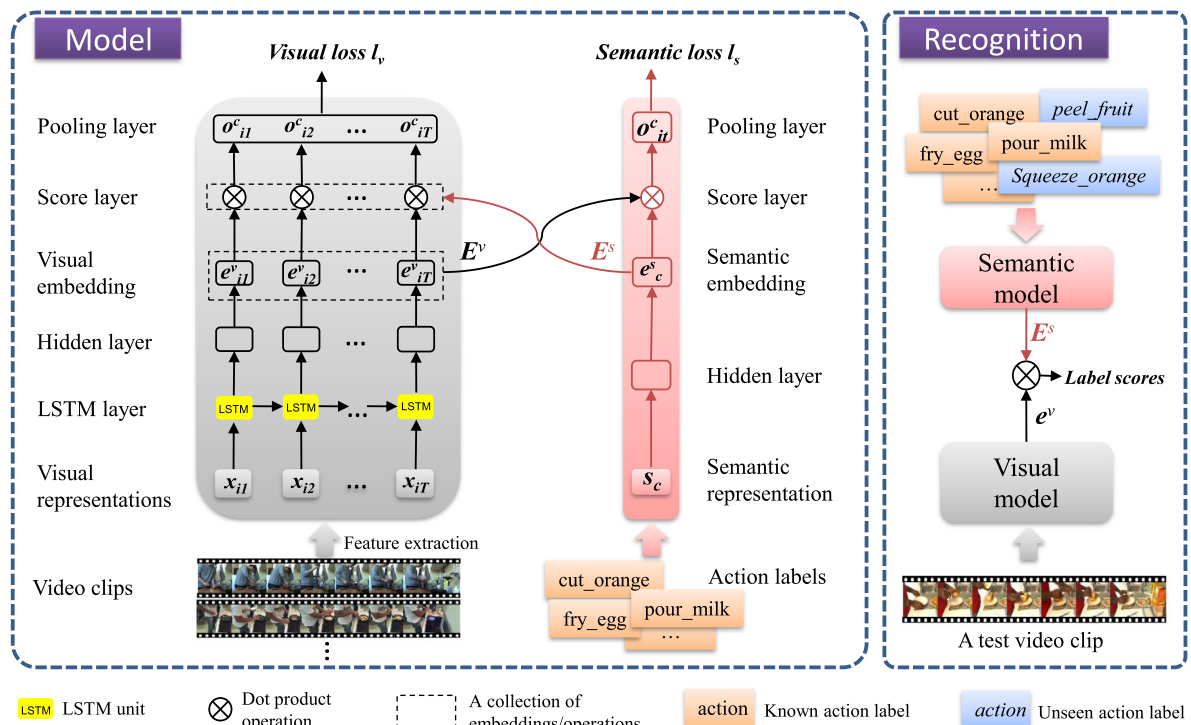 Model
Visual loss l_v
Semantic loss l_s
Pooling layer
o^c_i1 o^c_i2 ... o^c_iT
o^c_it
Pooling layer
Score layer
...
Score layer
E^v
E^s
Visual
embedding
e^v_i1 e^v_i2 ... e^v_iT
e^s_c
Semantic
embedding
Hidden layer
...
Hidden layer
LSTM layer
LSTM LSTM ... LSTM
Visual
representations
x_i1 x_i2 ... x_iT
s_c
Semantic
representation
Feature extraction
Video clips
cut_orange
fry_egg
pour_milk
...
Action labels
Recognition
cut_orange
peel_fruit
fry_egg
pour_milk
...
Squeeze_orange
Semantic
model
E^s
Label scores
e^v
Visual
model
A test video clip
LSTM LSTM unit
Dot product
operation
A collection of
embeddings/operations
action Known action label
action Unseen action label